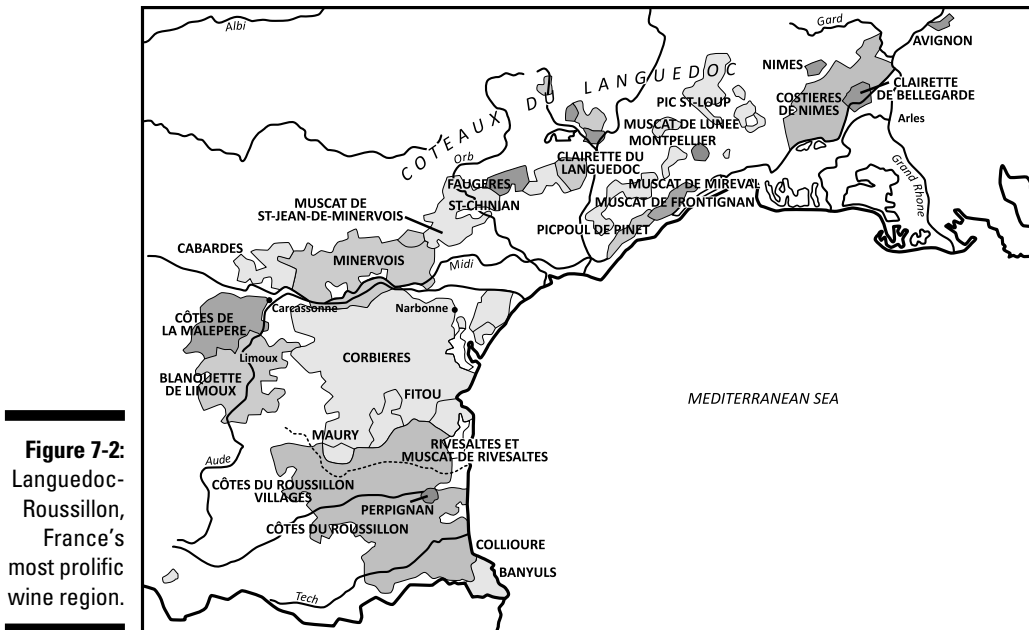 Albi
Gard
AVIGNON
NIMES
COTEAUX DU LANGUEDOC
CLAIRETTE
DE BELLEGARDE
PIC ST-LOUP
COSTIERES
DE NIMES
Arles
MUSCAT DE LUNEE
MONTPELLIER
Orb
CLAIRETTE DU
LANGUEDOC
Grand Rhone
FAUGERES
MUSCAT DE MIREVAL
ST-CHINIAN
MUSCAT DE FRONTIGNAN
MUSCAT DE
ST-JEAN-DE-MINERVOIS
PICPOUL DE PINET
CABARDES
MINERVOIS
Midi
Carcassonne
Narbonne
CÔTES DE
LA MALEPERE
Limoux
CORBIERES
BLANQUETTE
DE LIMOUX
FITOU
MEDITERRANEAN SEA
MAURY
RIVESALTES ET
MUSCAT DE RIVESALTES
Aude
CÔTES DU ROUSSILLON
VILLAGES
PERPIGNAN
CÔTES DU ROUSSILLON
COLLIOURE
BANYULS
Tech
Figure 7-2:
Languedoc-
Roussillon,
France's
most prolific
wine region.